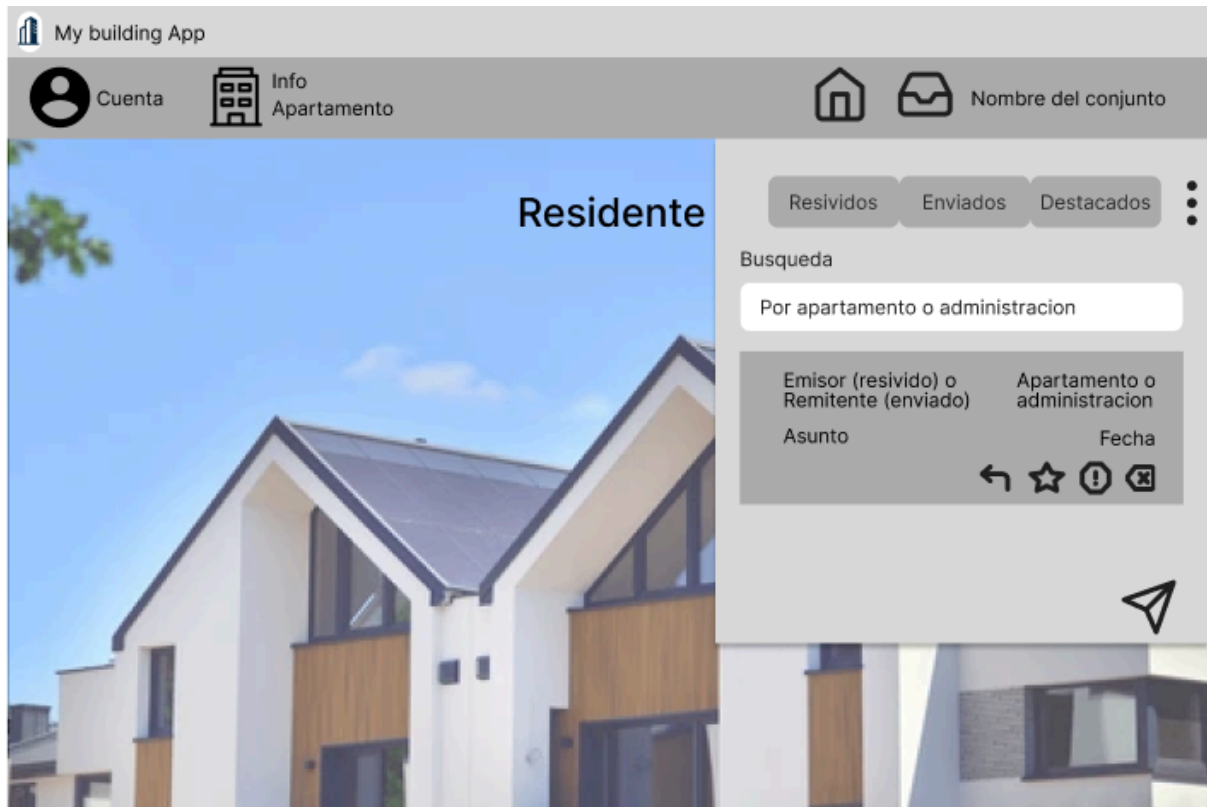 My building App
Cuenta
Info
Apartamento
Nombre del conjunto
Residente
Resividos
Enviados
Destacados
Busqueda
Por apartamento o administracion
Emisor (resivido) o
Remitente (enviado)
Apartamento o
administracion
Asunto
Fecha